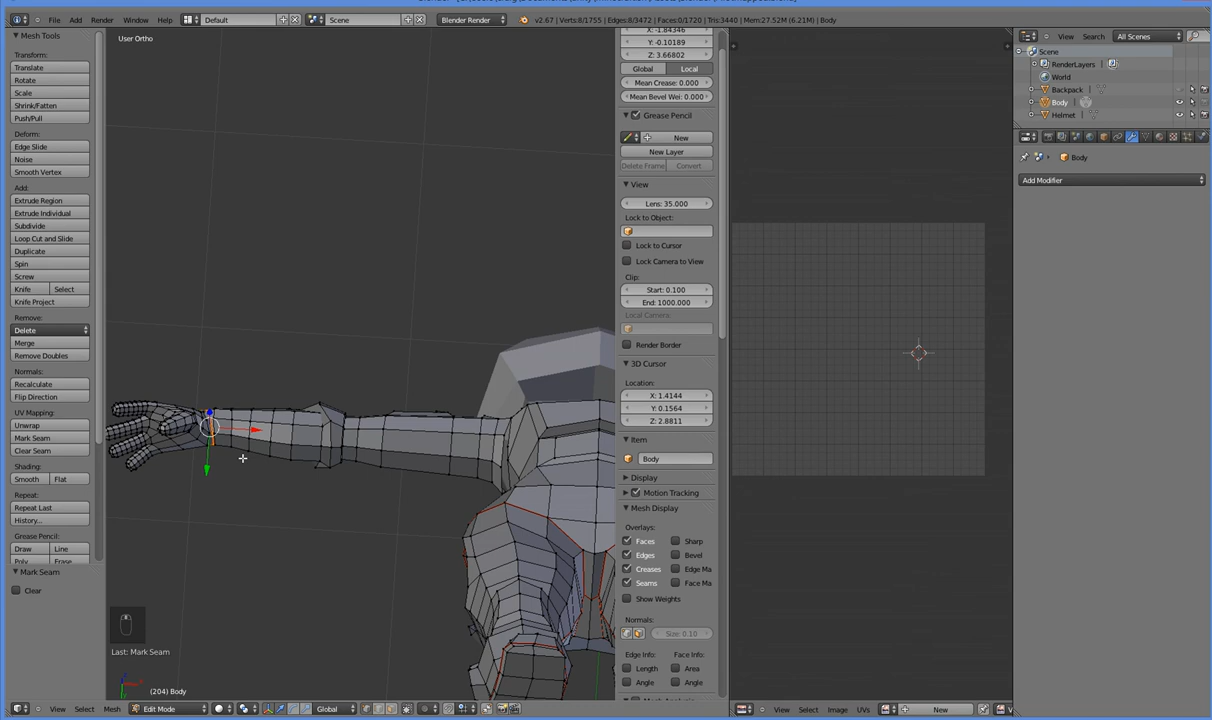 File Add Render Window Help Default Scene Blender Render v2.67 | Verts:8/1755 | Edges:8/3472 | Faces:0/1720 | Tris:3440 | Mem:27.52M (6.21M) | Body
Mesh Tools
Transform:
Translate
Rotate
Scale
Shrink/Fatten
Push/Pull
Deform:
Edge Slide
Noise
Smooth Vertex
Add:
Extrude Region
Extrude Individual
Subdivide
Loop Cut and Slide
Duplicate
Spin
Screw
Knife Select
Knife Project
Remove:
Delete
Merge
Remove Doubles
Normals:
Recalculate
Flip Direction
UV Mapping:
Unwrap
Mark Seam
Clear Seam
Shading:
Smooth Flat
Repeat:
Repeat Last
History...
Grease Pencil:
Draw Line
Poly Erase
Mark Seam
Clear
User Ortho
Last: Mark Seam
(204) Body
View Select Mesh Edit Mode Global
X: -1.84346
Y: -0.10189
Z: 3.66802
Global Local
Mean Crease: 0.000
Mean Bevel Wei: 0.000
Grease Pencil
New
New Layer
Delete Frame Convert
View
Lens: 35.000
Lock to Object:
Lock to Cursor
Lock Camera to View
Clip:
Start: 0.100
End: 1000.000
Local Camera:
Render Border
3D Cursor
Location:
X: 1.4144
Y: 0.1564
Z: 2.8811
Item
Body
Display
Motion Tracking
Mesh Display
Overlays:
Faces Sharp
Edges Bevel
Creases Edge Ma
Seams Face Ma
Show Weights
Normals:
Size: 0.10
Edge Info: Face Info:
Length Area
Angle Angle
View Select Image UVs New
View Search All Scenes
Scene
RenderLayers
World
Backpack
Body
Helmet
Body
Add Modifier